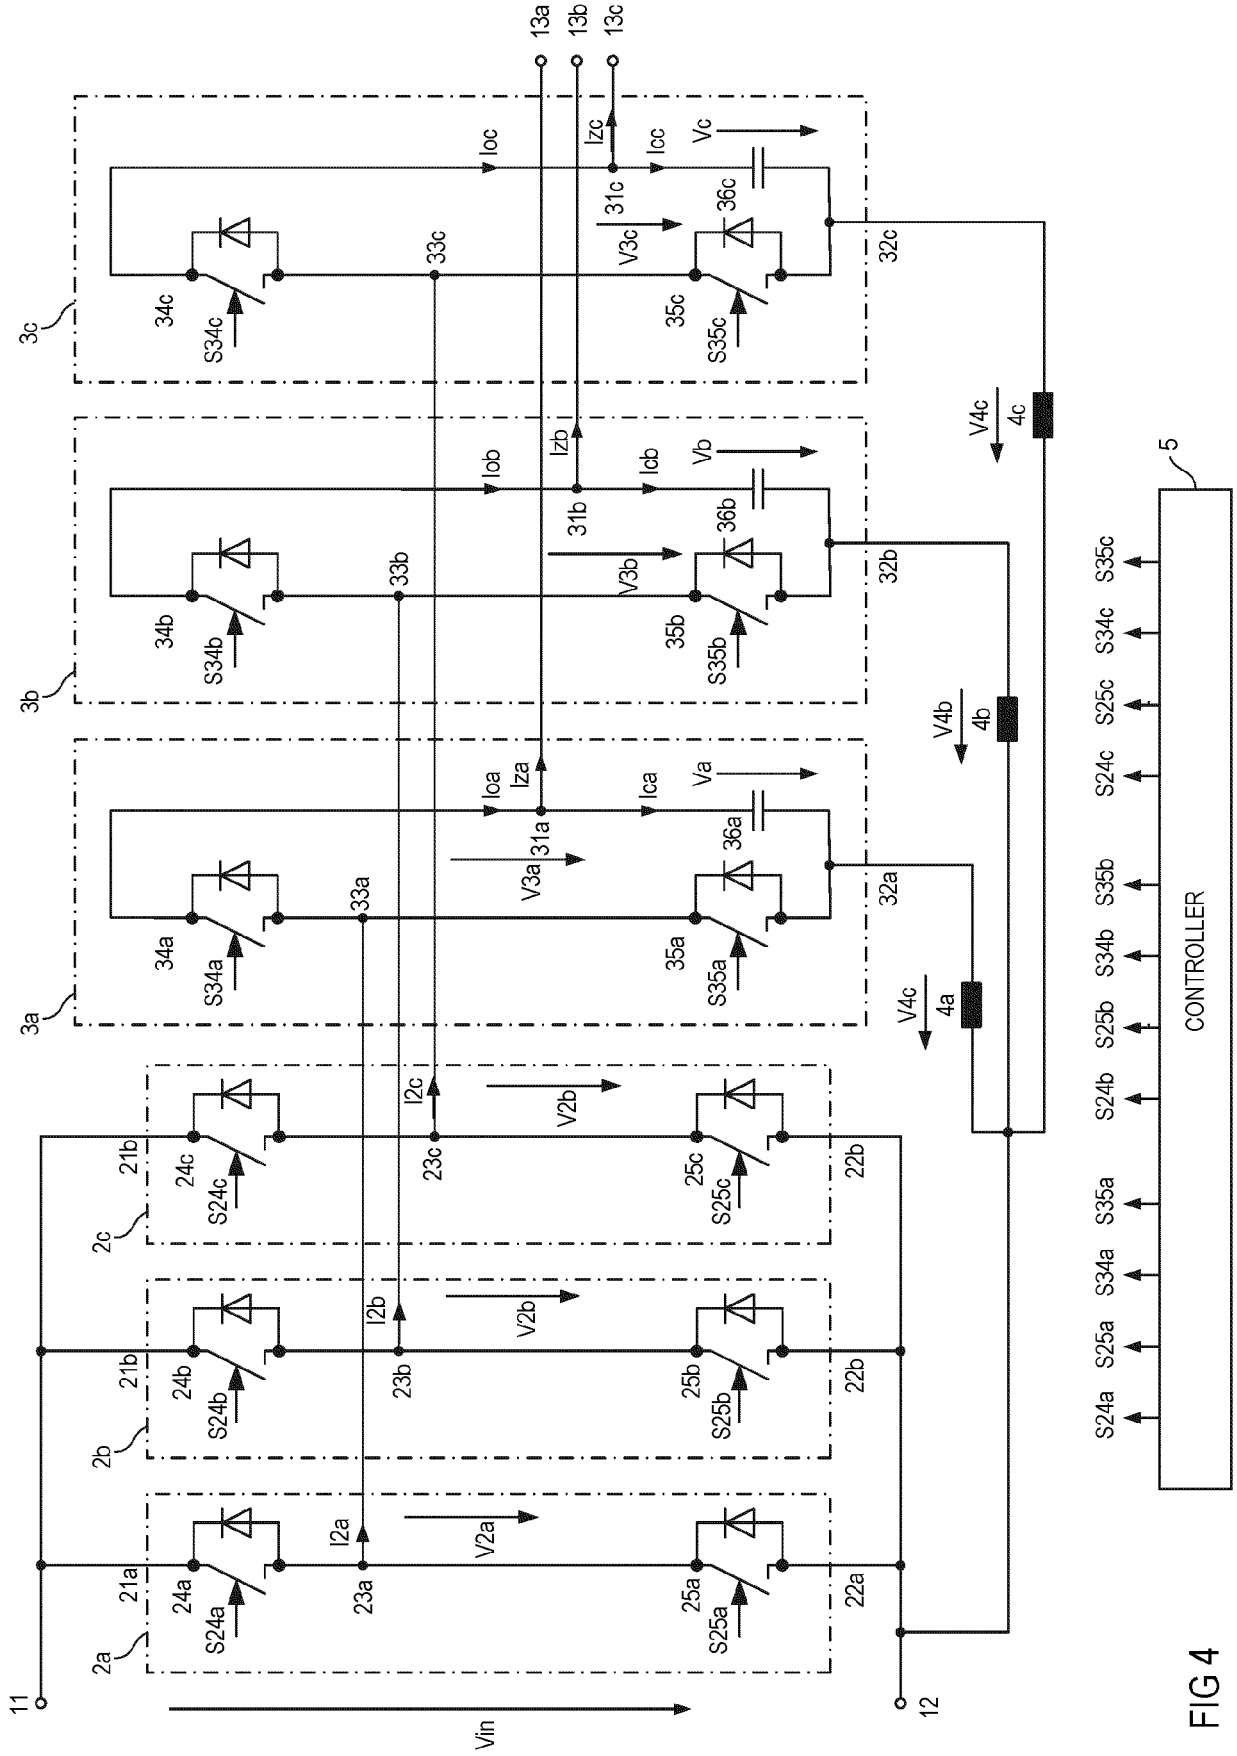 11
12
Vin
2a
21a
24a
S24a
I2a
23a
V2a
25a
S25a
22a
2b
21b
24b
S24b
I2b
23b
V2b
25b
S25b
22b
2c
21b
24c
S24c
I2c
23c
V2b
25c
S25c
22b
3a
34a
S34a
33a
Ioa
Iza
31a
V3a
Ica
Va
36a
35a
S35a
32a
V4c
4a
3b
34b
S34b
33b
Iob
Izb
31b
V3b
Icb
Vb
36b
35b
S35b
32b
V4b
4b
3c
34c
S34c
33c
Ioc
Izc
31c
V3c
Icc
Vc
36c
35c
S35c
32c
V4c
4c
13a
13b
13c
S24a
S25a
S34a
S35a
S24b
S25b
S34b
S35b
S24c
S25c
S34c
S35c
CONTROLLER
5
FIG 4